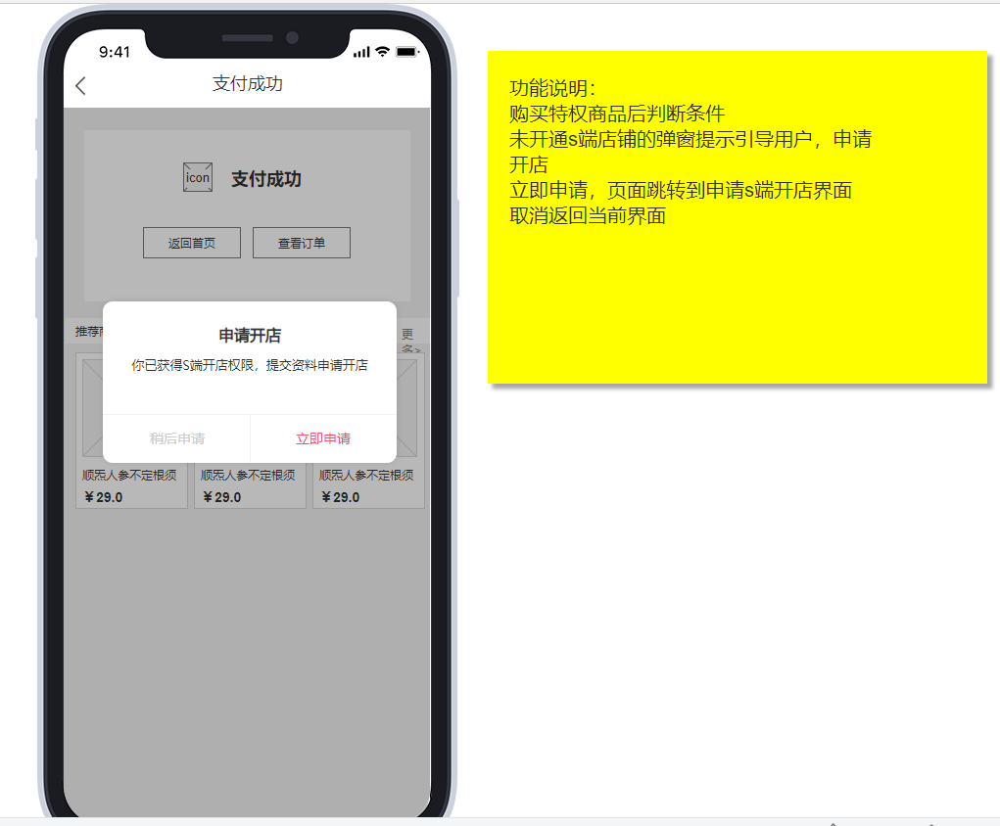 9:41
支付成功
icon
支付成功
返回首页
查看订单
推荐
更
多>
申请开店
你已获得S端开店权限，提交资料申请开店
稍后申请
立即申请
顺炁人参不定根须
顺炁人参不定根须
顺炁人参不定根须
￥29.0
￥29.0
￥29.0
功能说明：
购买特权商品后判断条件
未开通s端店铺的弹窗提示引导用户，申请
开店
立即申请，页面跳转到申请s端开店界面
取消返回当前界面